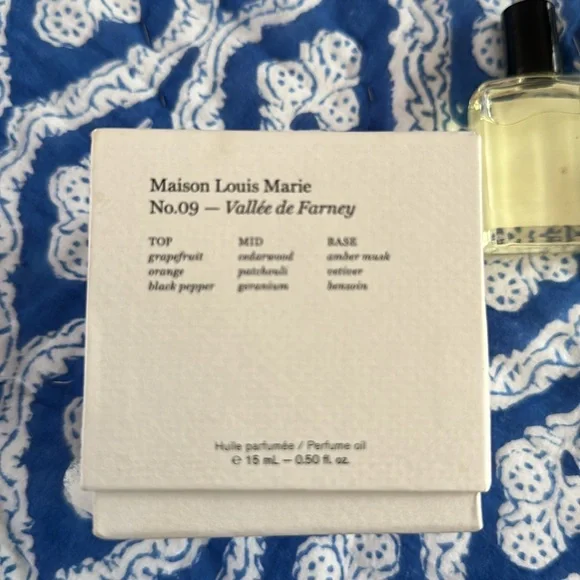 Maison Louis Marie
No.09 — Vallée de Farney
TOP MID BASE
grapefruit cedarwood amber musk
orange patchouli vetiver
black pepper geranium benzoin
Huile parfumée / Perfume oil
℮ 15 mL — 0.50 fl. oz.